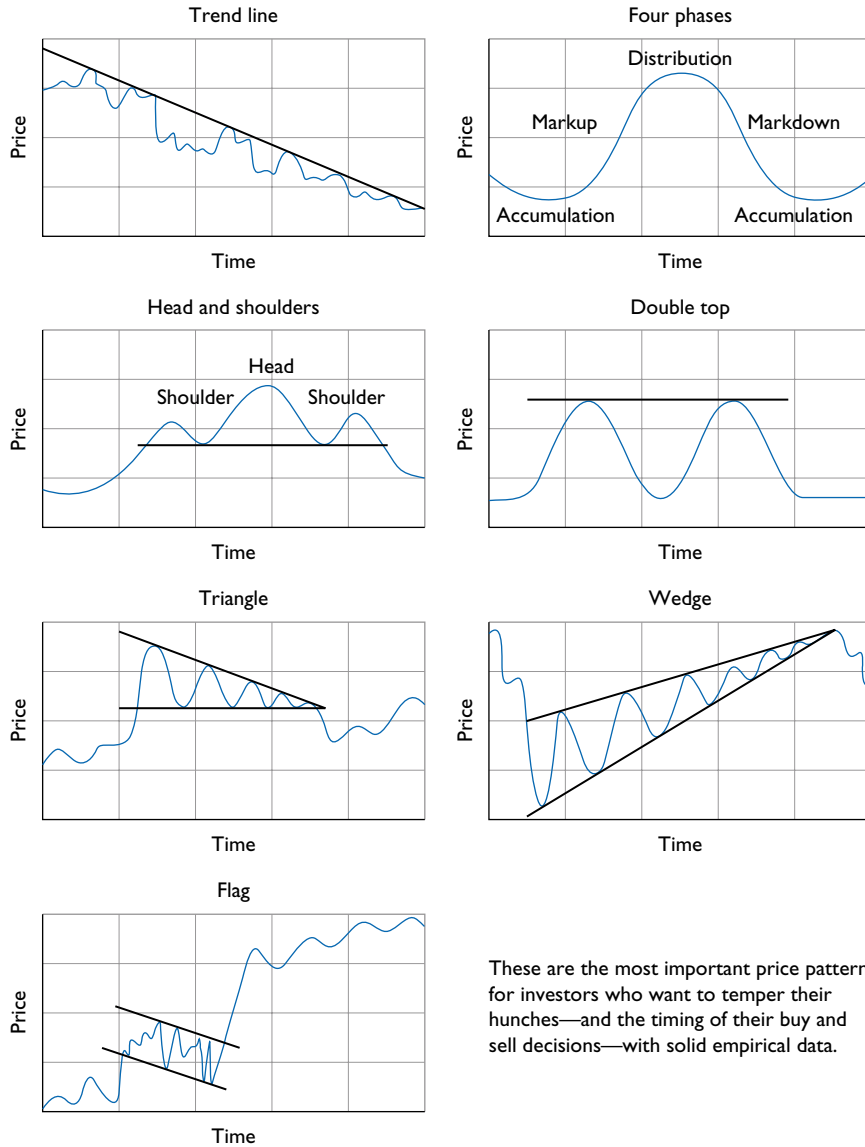 Trend line
Price
Time
Four phases
Distribution
Markup
Markdown
Accumulation
Accumulation
Price
Time
Head and shoulders
Head
Shoulder
Shoulder
Price
Time
Double top
Price
Time
Triangle
Price
Time
Wedge
Price
Time
Flag
Price
Time
These are the most important price pattern
for investors who want to temper their
hunches—and the timing of their buy and
sell decisions—with solid empirical data.